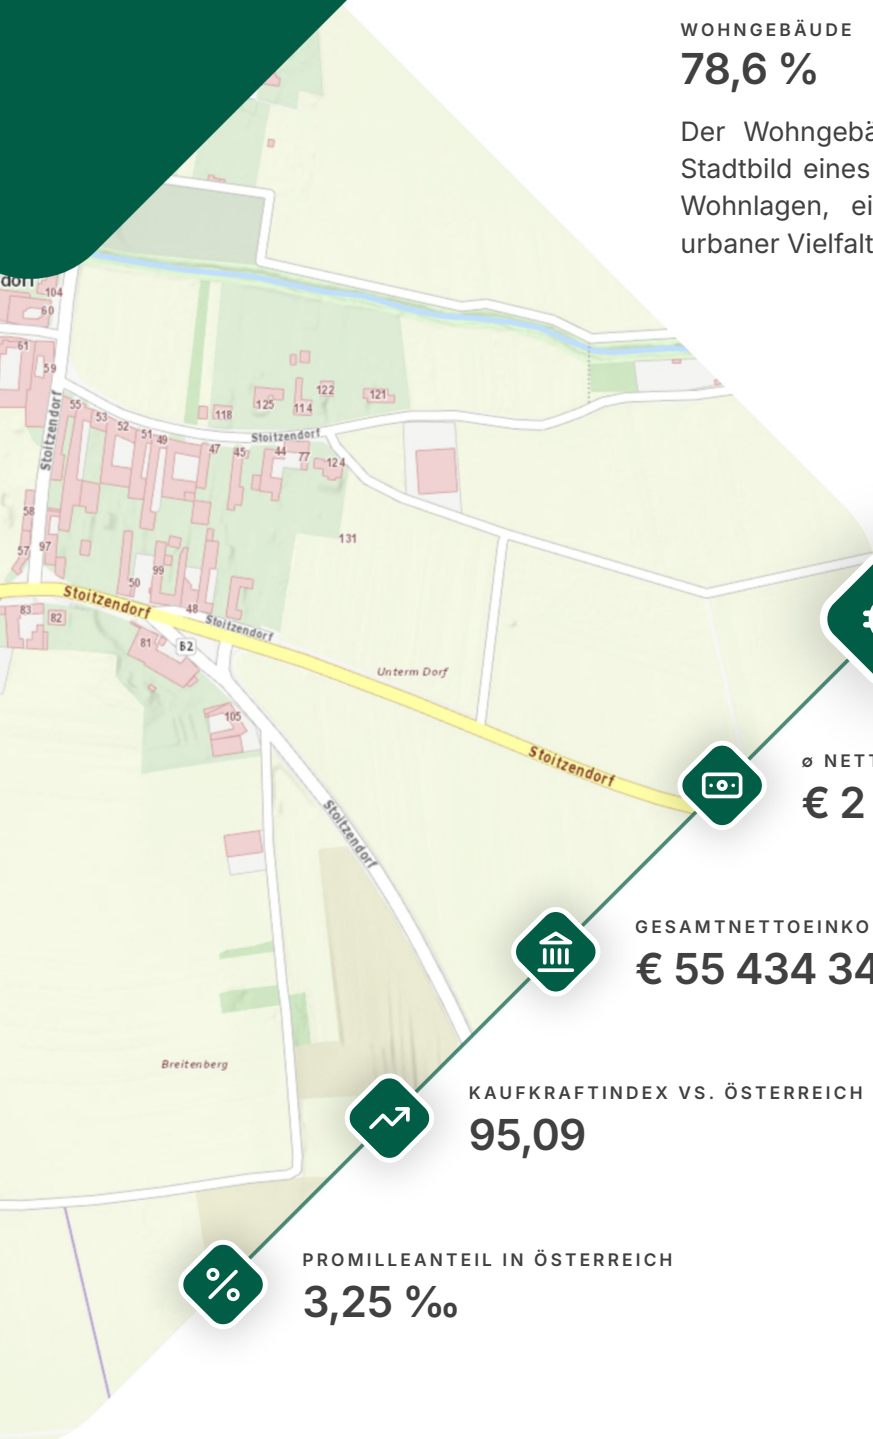 WOHNGEBÄUDE
78,6 %
Der Wohngebä
Stadtbild eines
Wohnlagen, ei
urbaner Vielfalt
dorf
104
60
61
59
55
53
52
51
49
47
45
44
77
124
118
125
114
122
121
Stoitzendorf
Stoitzendorf
58
57
97
131
50
99
48
83
82
81
Stoitzendorf
Stoitzendorf
B2
Unterm Dorf
105
Stoitzendorf
Stoitzendorf
Breitenberg
ø NETT
€ 2
GESAMTNETTOEINKO
€ 55 434 34
KAUFKRAFTINDEX VS. ÖSTERREICH
95,09
PROMILLEANTEIL IN ÖSTERREICH
3,25 ‰